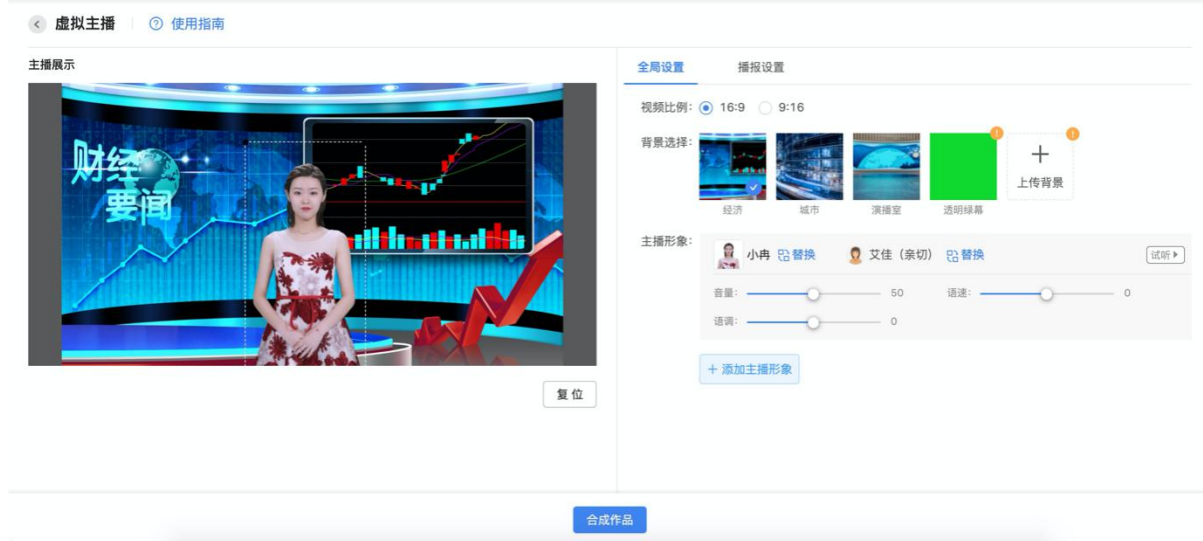 虚拟主播 使用指南
主播展示
财经
要闻
复位
全局设置 播报设置
视频比例: 16:9 9:16
背景选择:
上传背景
经济 城市 演播室 透明绿幕
主播形象:
小冉 替换 艾佳（亲切） 替换 试听
音量: 50 语速: 0
语调: 0
+ 添加主播形象
合成作品